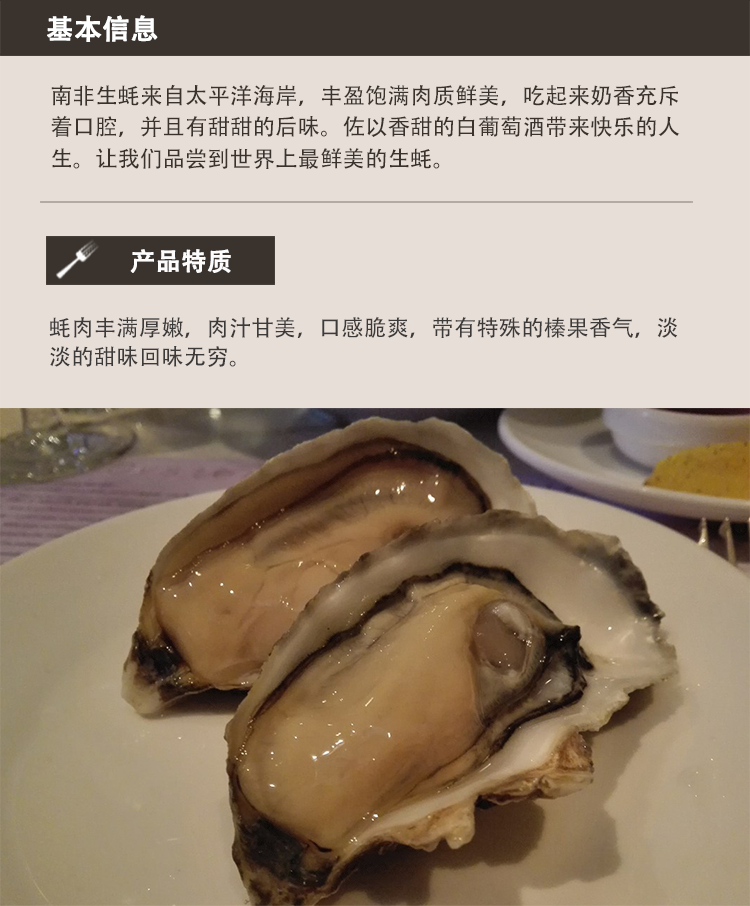 基本信息
南非生蚝来自太平洋海岸，丰盈饱满肉质鲜美，吃起来奶香充斥
着口腔，并且有甜甜的后味。佐以香甜的白葡萄酒带来快乐的人
生。让我们品尝到世界上最鲜美的生蚝。
产品特质
蚝肉丰满厚嫩，肉汁甘美，口感脆爽，带有特殊的榛果香气，淡
淡的甜味回味无穷。